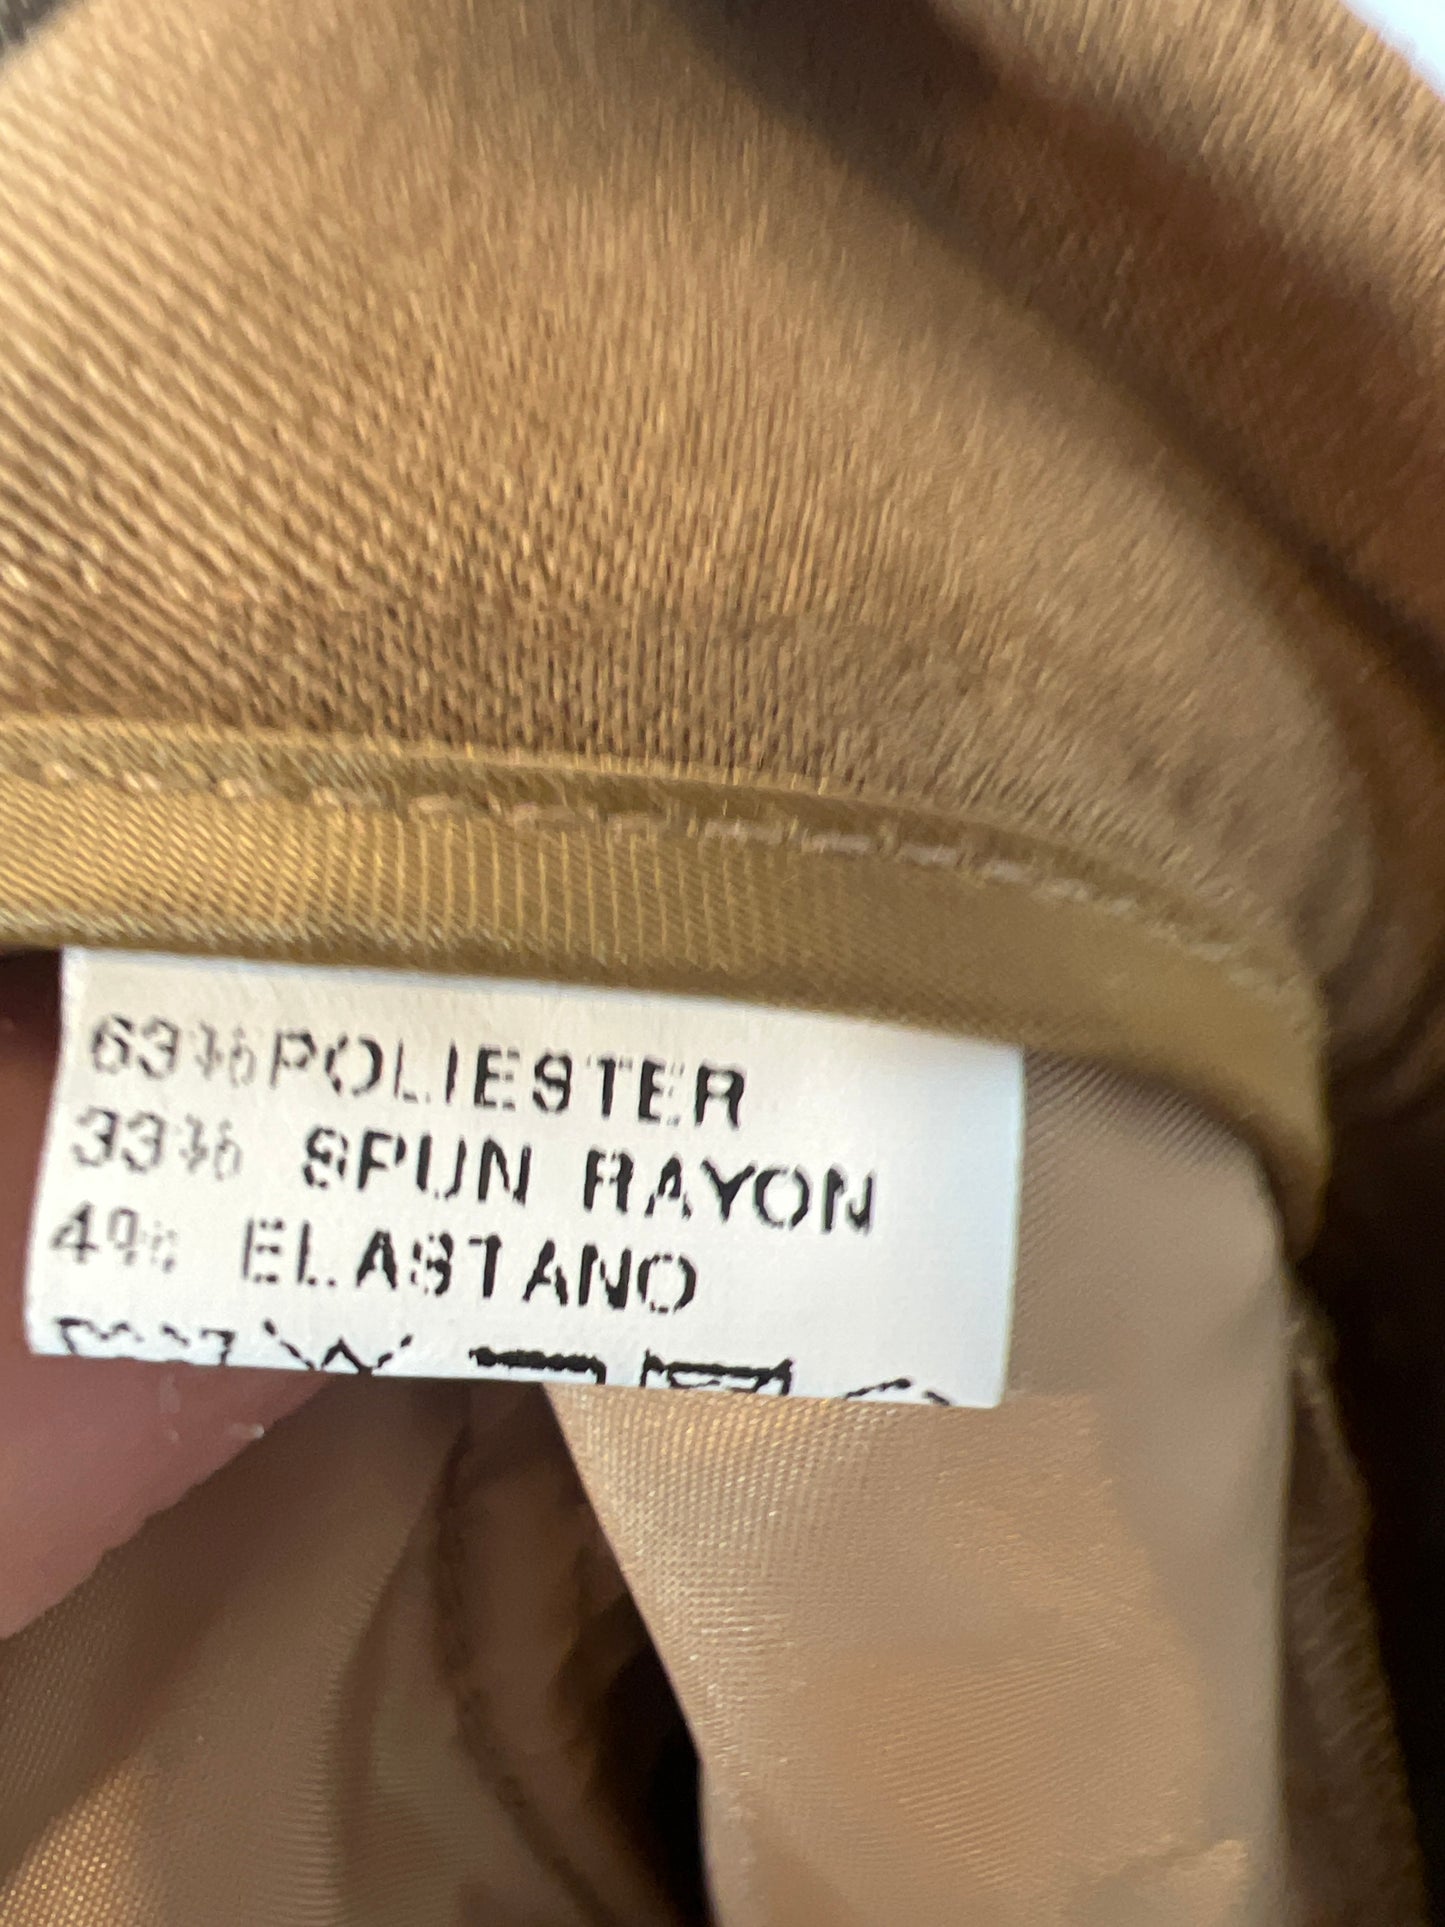 63% POLIESTER
33% SPUN RAYON
4% ELASTANO